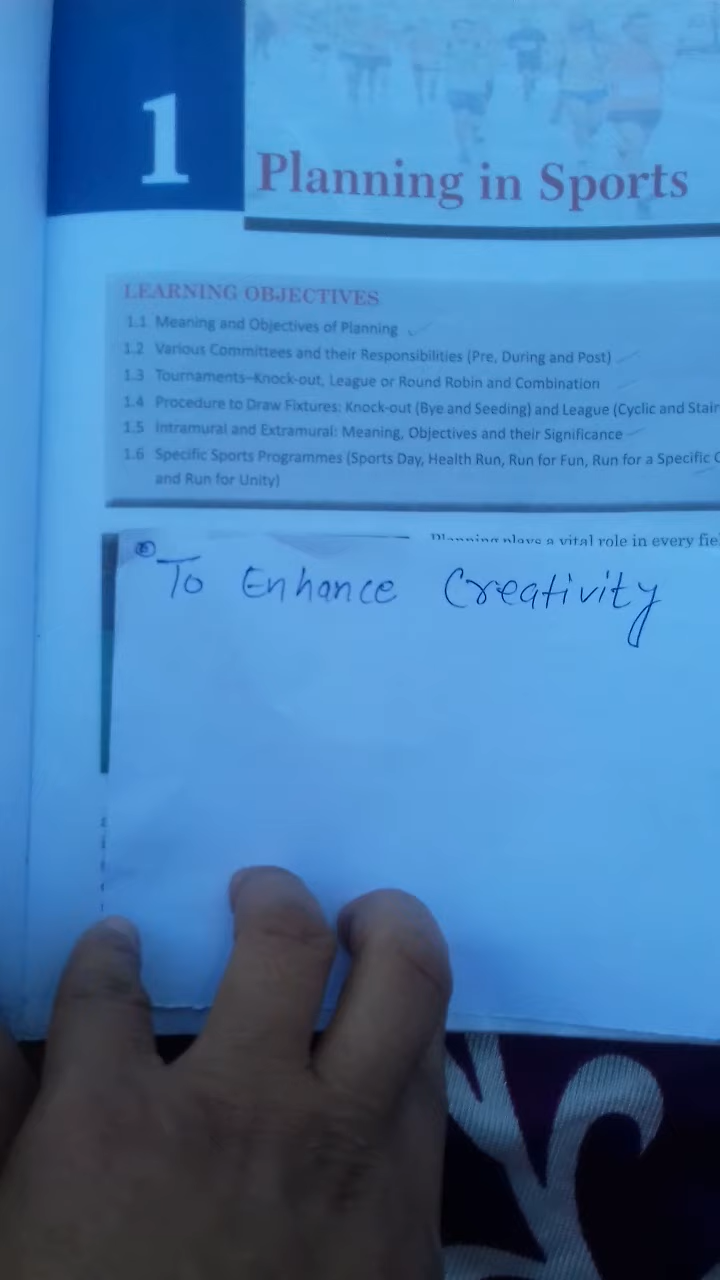 1
Planning in Sports
LEARNING OBJECTIVES
1.1 Meaning and Objectives of Planning
1.2 Various Committees and their Responsibilities (Pre, During and Post)
1.3 Tournaments–Knock-out, League or Round Robin and Combination
1.4 Procedure to Draw Fixtures: Knock-out (Bye and Seeding) and League (Cyclic and Stair
1.5 Intramural and Extramural: Meaning, Objectives and their Significance
1.6 Specific Sports Programmes (Sports Day, Health Run, Run for Fun, Run for a Specific C
and Run for Unity)
Planning plays a vital role in every fie
To Enhance Creativity